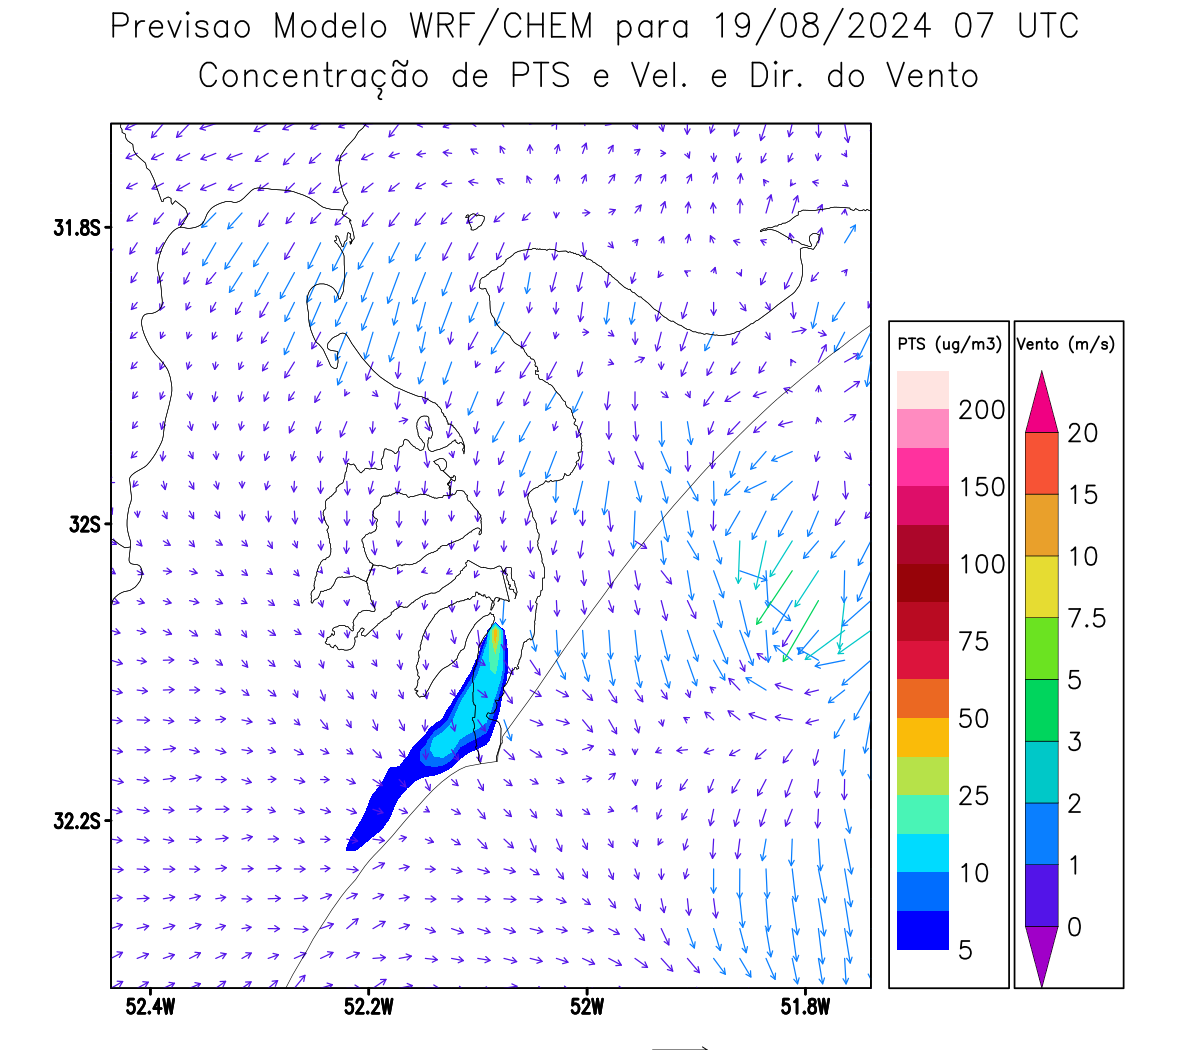 Previsao Modelo WRF/CHEM para 19/08/2024 07 UTC
Concentração de PTS e Vel. e Dir. do Vento
31.8S
32S
32.2S
52.4W
52.2W
52W
51.8W
PTS (ug/m3)
200
150
100
75
50
25
10
5
Vento (m/s)
20
15
10
7.5
5
3
2
1
0